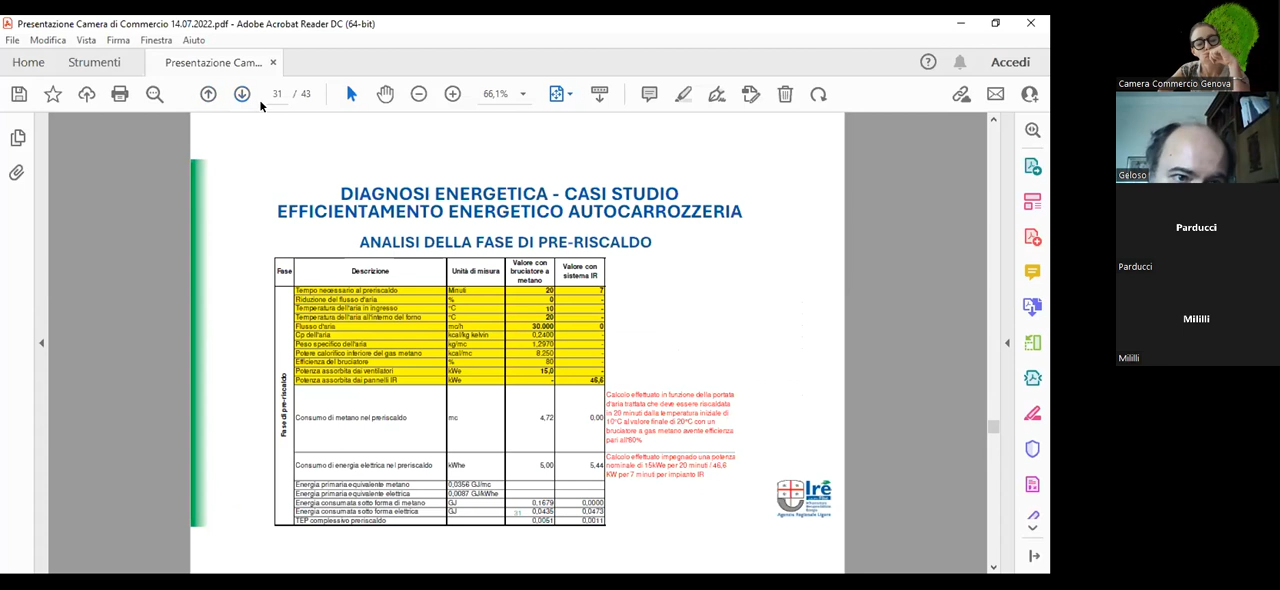 Presentazione Camera di Commercio 14.07.2022.pdf - Adobe Acrobat Reader DC (64-bit)
File Modifica Vista Firma Finestra Aiuto
Home Strumenti Presentazione Cam... × Accedi
31 / 43 66,1%
DIAGNOSI ENERGETICA - CASI STUDIO
EFFICIENTAMENTO ENERGETICO AUTOCARROZZERIA
ANALISI DELLA FASE DI PRE-RISCALDO
Fase Descrizione Unità di misura Valore con bruciatore a metano Valore con sistema IR
Fase di pre-riscaldo
Tempo necessario al preriscaldo Minuti 20 7
Riduzione del flusso d'aria % 0 -
Temperatura dell'aria in ingresso °C 10 -
Temperatura dell'aria all'interno del forno °C 20 -
Flusso d'aria mc/h 30.000 0
Cp dell'aria kcal/kg kelvin 0,2400 -
Peso specifico dell'aria kg/mc 1,2970 -
Potere calorifico inferiore del gas metano kcal/mc 8.250 -
Efficienza del bruciatore % 80 -
Potenza assorbita dai ventilatori kWe 15,0 -
Potenza assorbita dai pannelli IR kWe - 46,6
Consumo di metano nel preriscaldo mc 4,72 0,00
Calcolo effettuato in funzione della portata
d'aria trattata che deve essere riscaldata
in 20 minuti dalla temperatura iniziale di
10°C al valore finale di 20°C con un
bruciatore a gas metano avente efficienza
pari all'80%
Consumo di energia elettrica nel preriscaldo kWhe 5,00 5,44
Calcolo effettuato impegnado una potenza
nominale di 15kWe per 20 minuti / 46,6
KW per 7 minuti per impianto IR
Energia primaria equivalente metano 0,0356 GJ/mc
Energia primaria equivalente elettrica 0,0087 GJ/kWhe
Energia consumata sotto forma di metano GJ 0,1679 0,0000
Energia consumata sotto forma elettrica GJ 0,0435 0,0473
TEP complessivo preriscaldo 0,0051 0,0011
31
Ire
Agenzia Regionale Ligure
Camera Commercio Genova
Geloso
Parducci
Parducci
Mililli
Mililli